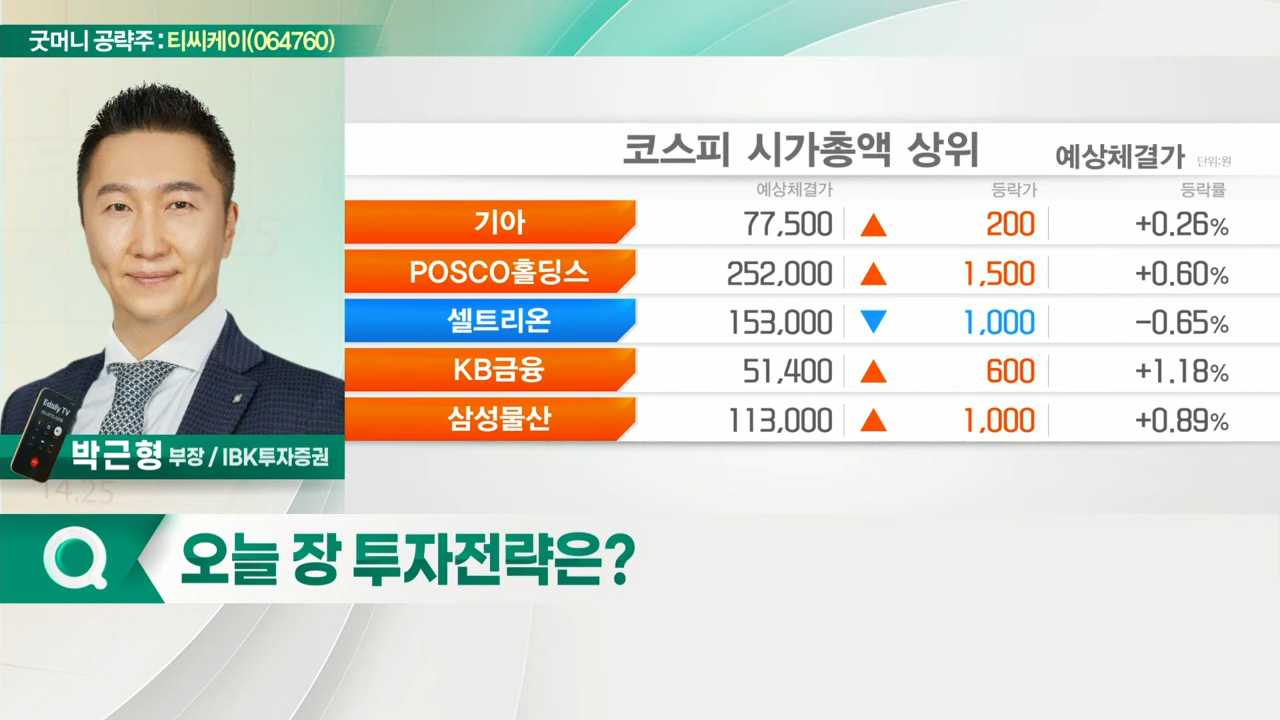 굿머니 공략주 : 티씨케이(064760)
코스피 시가총액 상위 예상체결가 단위:원
예상체결가 등락가 등락률
기아 77,500 ▲ 200 +0.26%
POSCO홀딩스 252,000 ▲ 1,500 +0.60%
셀트리온 153,000 ▼ 1,000 -0.65%
KB금융 51,400 ▲ 600 +1.18%
삼성물산 113,000 ▲ 1,000 +0.89%
Edaily TV
박근형 부장 / IBK투자증권
14.25
오늘 장 투자전략은?